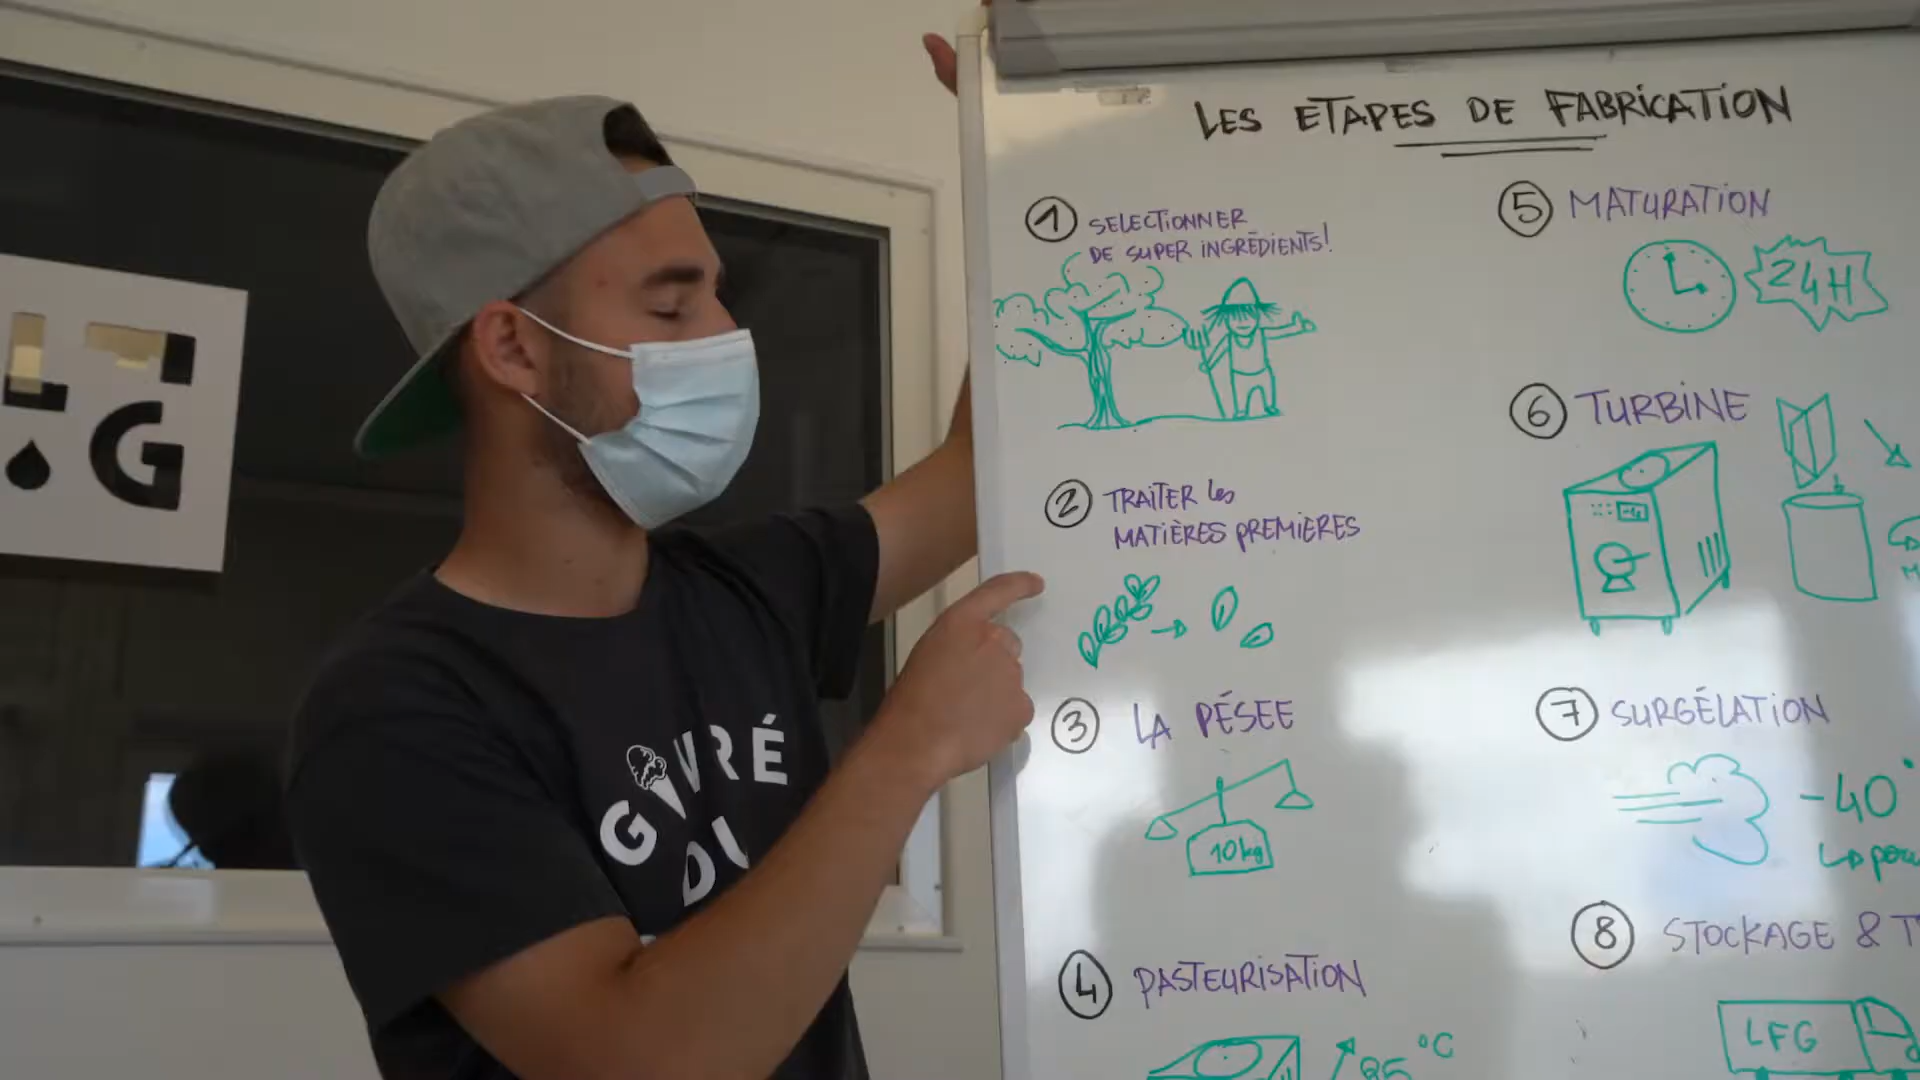 LES ETAPES DE FABRICATION
1 SELECTIONNER
DE SUPER INGRÉDIENTS!
2 TRAITER les
MATIÈRES PREMIERES
3 LA PÉSEE
10kg
4 PASTEURISATION
85 °C
5 MATURATION
24H
6 TURBINE
7 SURGÉLATION
-40°
8 STOCKAGE & T
LFG
G
GIVRÉ
DU